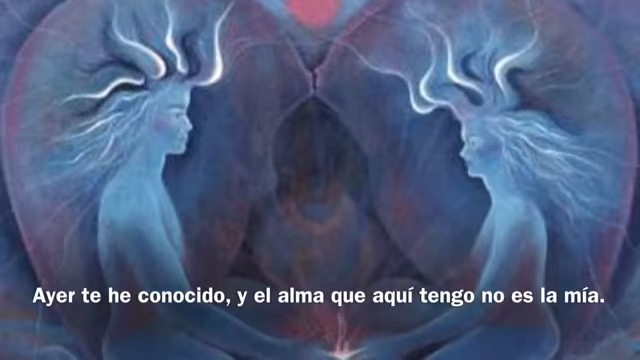 Ayer te he conocido, y el alma que aquí tengo no es la mía.